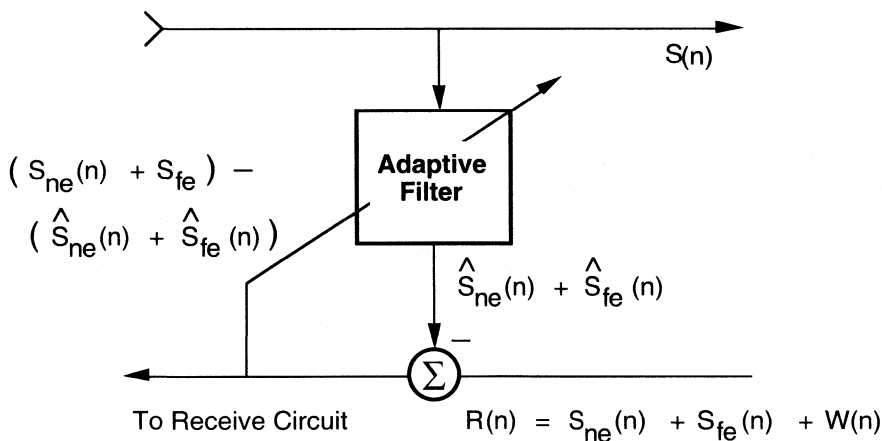 S(n)
Adaptive
Filter
( S_ne(n) + S_fe ) −
( Ŝ_ne(n) + Ŝ_fe (n) )
Ŝ_ne(n) + Ŝ_fe (n)
−
Σ
To Receive Circuit
R(n) = S_ne(n) + S_fe(n) + W(n)